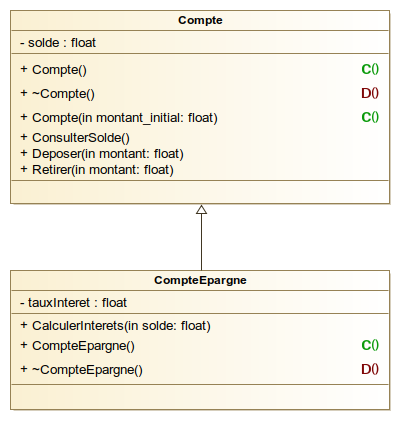 Compte
- solde : float
+ Compte() C()
+ ~Compte() D()
+ Compte(in montant_initial: float) C()
+ ConsulterSolde()
+ Deposer(in montant: float)
+ Retirer(in montant: float)
CompteEpargne
- tauxInteret : float
+ CalculerInterets(in solde: float)
+ CompteEpargne() C()
+ ~CompteEpargne() D()